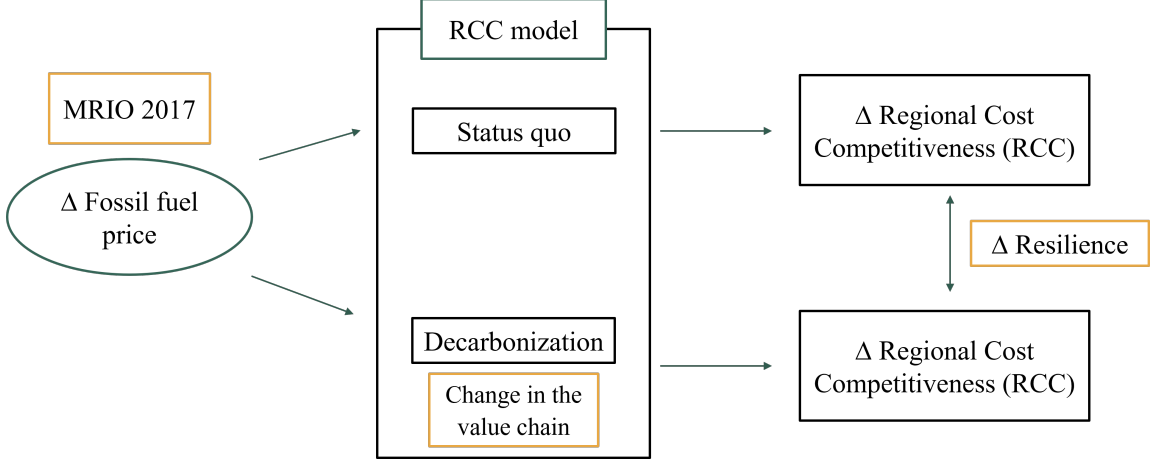 RCC model
MRIO 2017
Δ Fossil fuel
price
Status quo
Δ Regional Cost
Competitiveness (RCC)
Δ Resilience
Decarbonization
Change in the
value chain
Δ Regional Cost
Competitiveness (RCC)